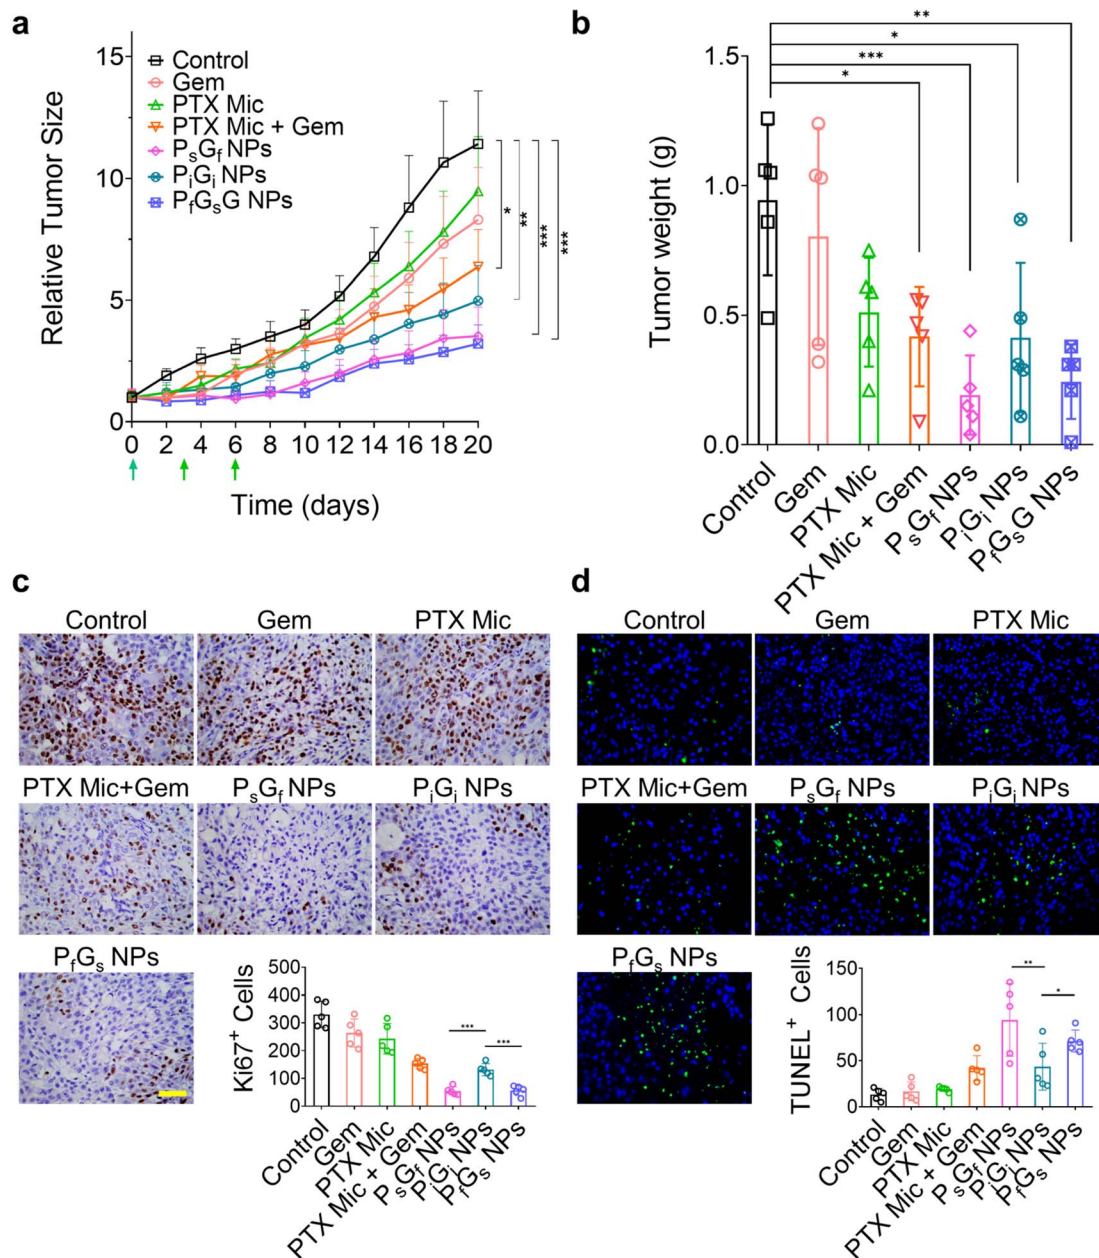 a
15
10
5
0
Relative Tumor Size
Control
Gem
PTX Mic
PTX Mic + Gem
PsGf NPs
PiGi NPs
PfGsG NPs
*
**
***
***
0 2 4 6 8 10 12 14 16 18 20
Time (days)
b
**
*
***
*
1.5
1.0
0.5
0.0
Tumor weight (g)
Control
Gem
PTX Mic
PTX Mic + Gem
PsGf NPs
PiGi NPs
PfGsG NPs
c
Control Gem PTX Mic
PTX Mic+Gem PsGf NPs PiGi NPs
PfGs NPs
500
400
300
200
100
0
Ki67+ Cells
*** ***
Control
Gem
PTX Mic
PTX Mic + Gem
PsGf NPs
PiGi NPs
PfGs NPs
d
Control Gem PTX Mic
PTX Mic+Gem PsGf NPs PiGi NPs
PfGs NPs
150
100
50
0
TUNEL+ Cells
** *
Control
Gem
PTX Mic
PTX Mic + Gem
PsGf NPs
PiGi NPs
PfGs NPs